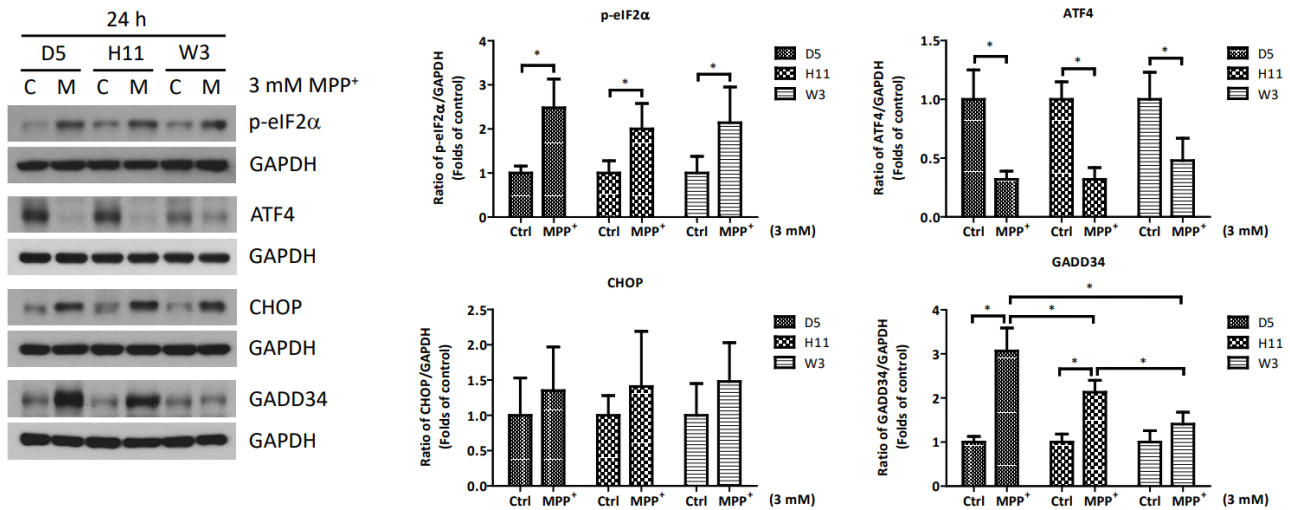 24 h
D5 H11 W3
C M C M C M 3 mM MPP⁺
p-eIF2α
GAPDH
ATF4
GAPDH
CHOP
GAPDH
GADD34
GAPDH
p-eIF2α
Ratio of p-eIF2α/GAPDH
(Folds of control)
4
3
2
1
0
* * *
Ctrl MPP⁺ Ctrl MPP⁺ Ctrl MPP⁺ (3 mM)
D5
H11
W3
ATF4
Ratio of ATF4/GAPDH
(Folds of control)
1.5
1.0
0.5
0.0
* * *
Ctrl MPP⁺ Ctrl MPP⁺ Ctrl MPP⁺ (3 mM)
D5
H11
W3
CHOP
Ratio of CHOP/GAPDH
(Folds of control)
2.5
2.0
1.5
1.0
0.5
0.0
Ctrl MPP⁺ Ctrl MPP⁺ Ctrl MPP⁺ (3 mM)
D5
H11
W3
GADD34
Ratio of GADD34/GAPDH
(Folds of control)
4
3
2
1
0
*
* *
* *
Ctrl MPP⁺ Ctrl MPP⁺ Ctrl MPP⁺ (3 mM)
D5
H11
W3